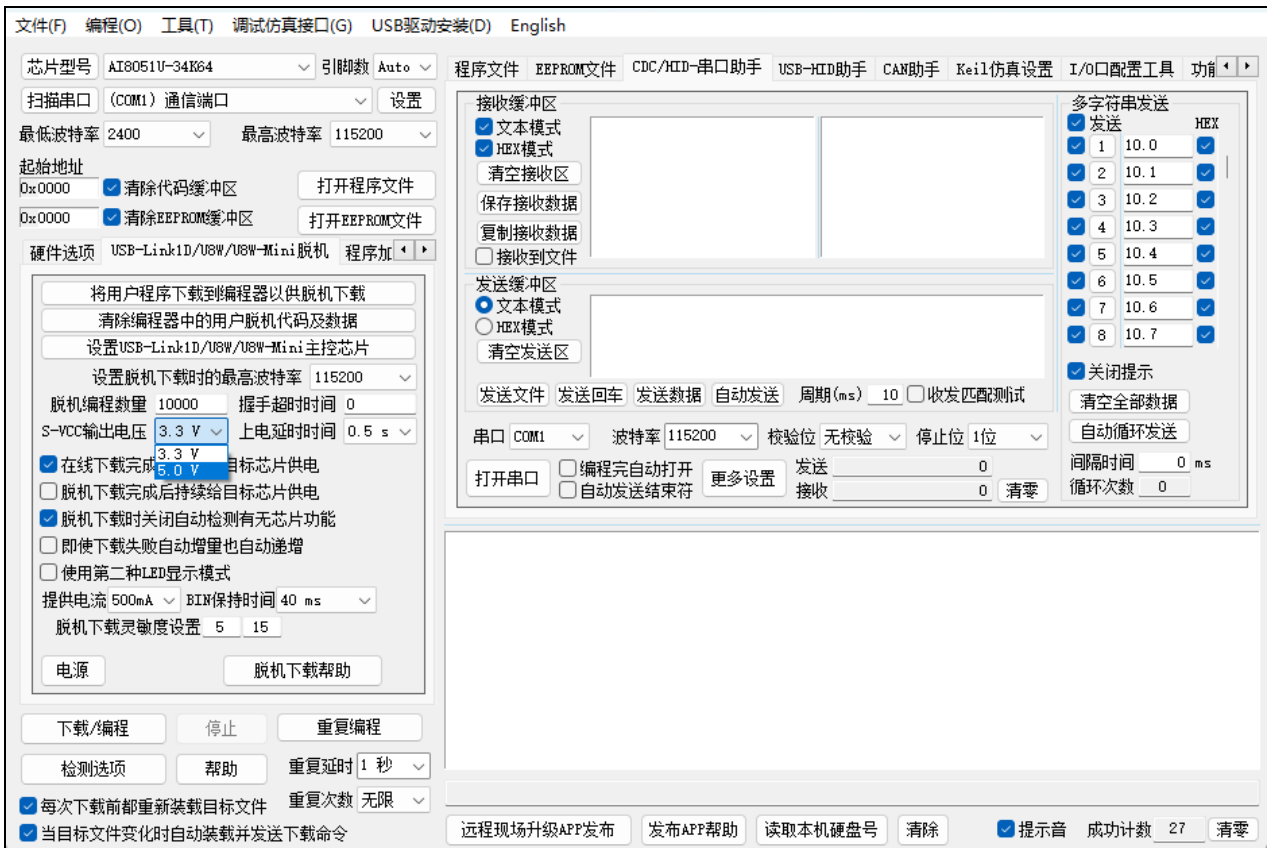 文件(F) 编程(O) 工具(T) 调试仿真接口(G) USB驱动安装(D) English
芯片型号 AI8051U-34K64 引脚数 Auto
扫描串口 (COM1) 通信端口 设置
最低波特率 2400 最高波特率 115200
起始地址
0x0000 清除代码缓冲区 打开程序文件
0x0000 清除EEPROM缓冲区 打开EEPROM文件
硬件选项 USB-Link1D/U8W/U8W-Mini脱机 程序加
将用户程序下载到编程器以供脱机下载
清除编程器中的用户脱机代码及数据
设置USB-Link1D/U8W/U8W-Mini主控芯片
设置脱机下载时的最高波特率 115200
脱机编程数量 10000 握手超时时间 0
S-VCC输出电压 3.3 V 上电延时时间 0.5 s
3.3 V
5.0 V
在线下载完成 目标芯片供电
脱机下载完成后持续给目标芯片供电
脱机下载时关闭自动检测有无芯片功能
即使下载失败自动增量也自动递增
使用第二种LED显示模式
提供电流 500mA BIN保持时间 40 ms
脱机下载灵敏度设置 5 15
电源 脱机下载帮助
下载/编程 停止 重复编程
检测选项 帮助 重复延时 1 秒
每次下载前都重新装载目标文件 重复次数 无限
当目标文件变化时自动装载并发送下载命令
程序文件 EEPROM文件 CDC/HID-串口助手 USB-HID助手 CAN助手 Keil仿真设置 I/O口配置工具
接收缓冲区
文本模式
HEX模式
清空接收区
保存接收数据
复制接收数据
接收到文件
发送缓冲区
文本模式
HEX模式
清空发送区
发送文件 发送回车 发送数据 自动发送 周期(ms) 10 收发匹配测试
串口 COM1 波特率 115200 校验位 无校验 停止位 1位
打开串口 编程完自动打开 更多设置 发送 0
自动发送结束符 接收 0 清零
多字符串发送
发送 HEX
1 10.0
2 10.1
3 10.2
4 10.3
5 10.4
6 10.5
7 10.6
8 10.7
关闭提示
清空全部数据
自动循环发送
间隔时间 0 ms
循环次数 0
远程现场升级APP发布 发布APP帮助 读取本机硬盘号 清除 提示音 成功计数 27 清零